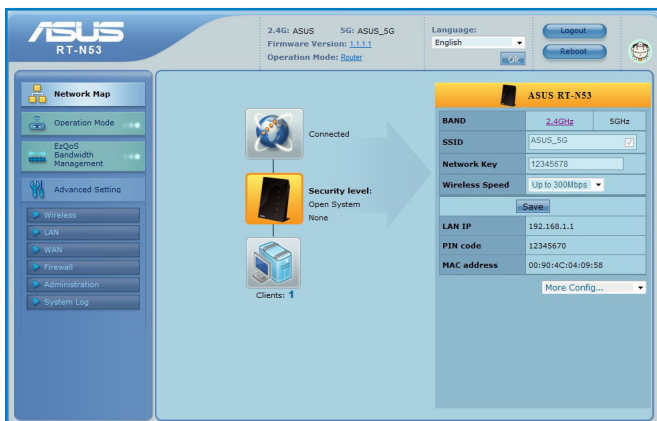 ASUS
RT-N53
2.4G: ASUS 5G: ASUS_5G
Firmware Version: 1.1.1.1
Operation Mode: Router
Language:
English
OK
Logout
Reboot
Network Map
Operation Mode
EzQoS
Bandwidth
Management
Advanced Setting
Wireless
LAN
WAN
Firewall
Administration
System Log
Connected
Security level:
Open System
None
Clients: 1
ASUS RT-N53
BAND 2.4GHz 5GHz
SSID ASUS_5G
Network Key 12345678
Wireless Speed Up to 300Mbps
Save
LAN IP 192.168.1.1
PIN code 12345670
MAC address 00:90:4C:04:09:58
More Config...